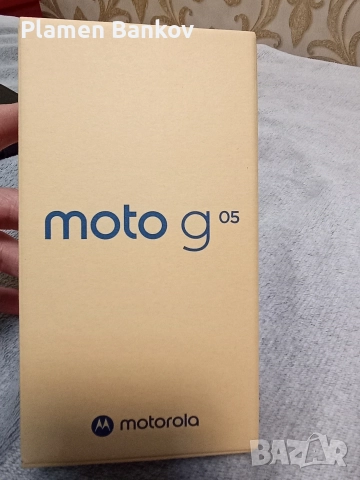 Plamen Bankov
moto g 05
motorola
BAZAR